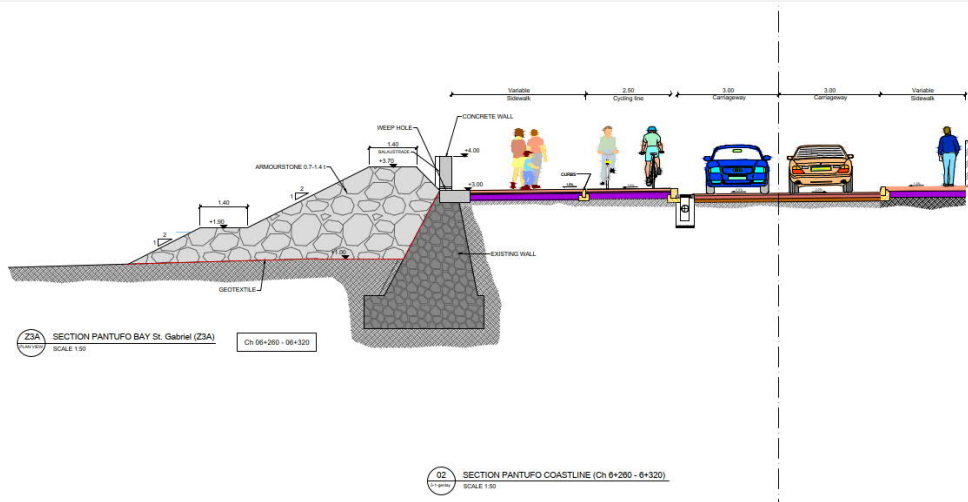 Variable
Sidewalk
2.50
Cycling line
3.00
Carriageway
3.00
Carriageway
Variable
Sidewalk
CONCRETE WALL
WEEP HOLE
1.40
BALAUSTRADE
+4.00
+3.70
ARMOURSTONE 0.7-1.4 t
+3.00
CURBS
2
1
1.40
+1.90
2
1
EXISTING WALL
GEOTEXTILE
Z3A
PLAN VIEW
SECTION PANTUFO BAY St. Gabriel (Z3A)
SCALE 1:50
Ch 06+260 - 06+320
02
SECTION PANTUFO COASTLINE (Ch 6+260 - 6+320)
SCALE 1:50